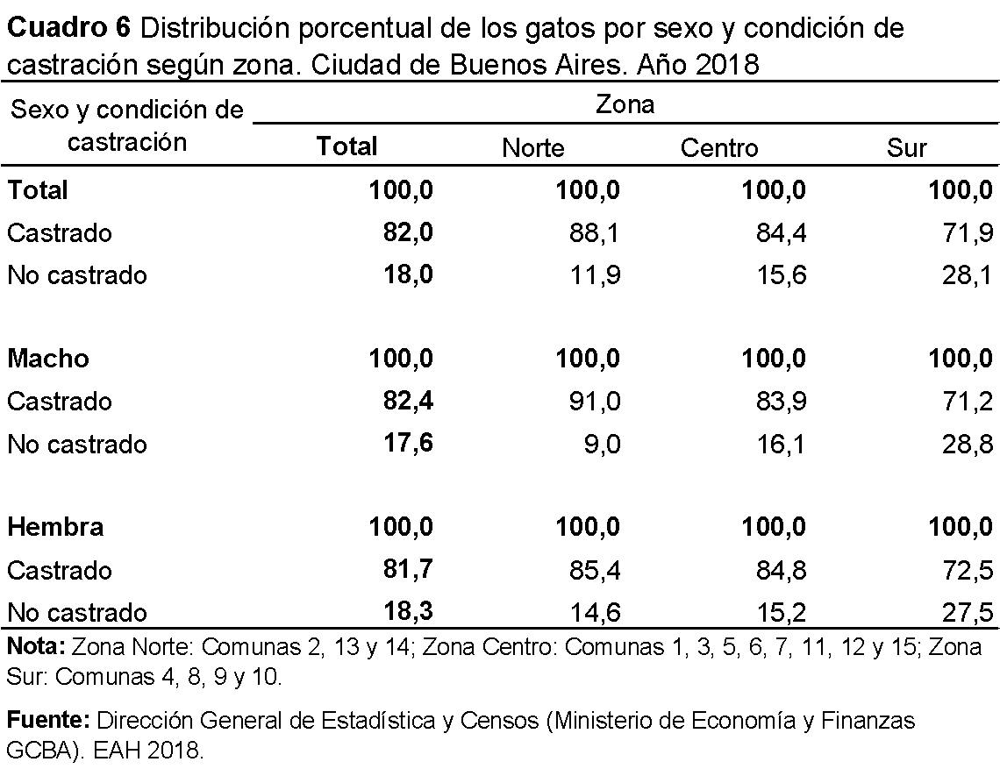 Cuadro 6 Distribución porcentual de los gatos por sexo y condición de
castración según zona. Ciudad de Buenos Aires. Año 2018
Sexo y condición de castración Zona
Total Norte Centro Sur
Total 100,0 100,0 100,0 100,0
Castrado 82,0 88,1 84,4 71,9
No castrado 18,0 11,9 15,6 28,1
Macho 100,0 100,0 100,0 100,0
Castrado 82,4 91,0 83,9 71,2
No castrado 17,6 9,0 16,1 28,8
Hembra 100,0 100,0 100,0 100,0
Castrado 81,7 85,4 84,8 72,5
No castrado 18,3 14,6 15,2 27,5
Nota: Zona Norte: Comunas 2, 13 y 14; Zona Centro: Comunas 1, 3, 5, 6, 7, 11, 12 y 15; Zona
Sur: Comunas 4, 8, 9 y 10.
Fuente: Dirección General de Estadística y Censos (Ministerio de Economía y Finanzas
GCBA). EAH 2018.